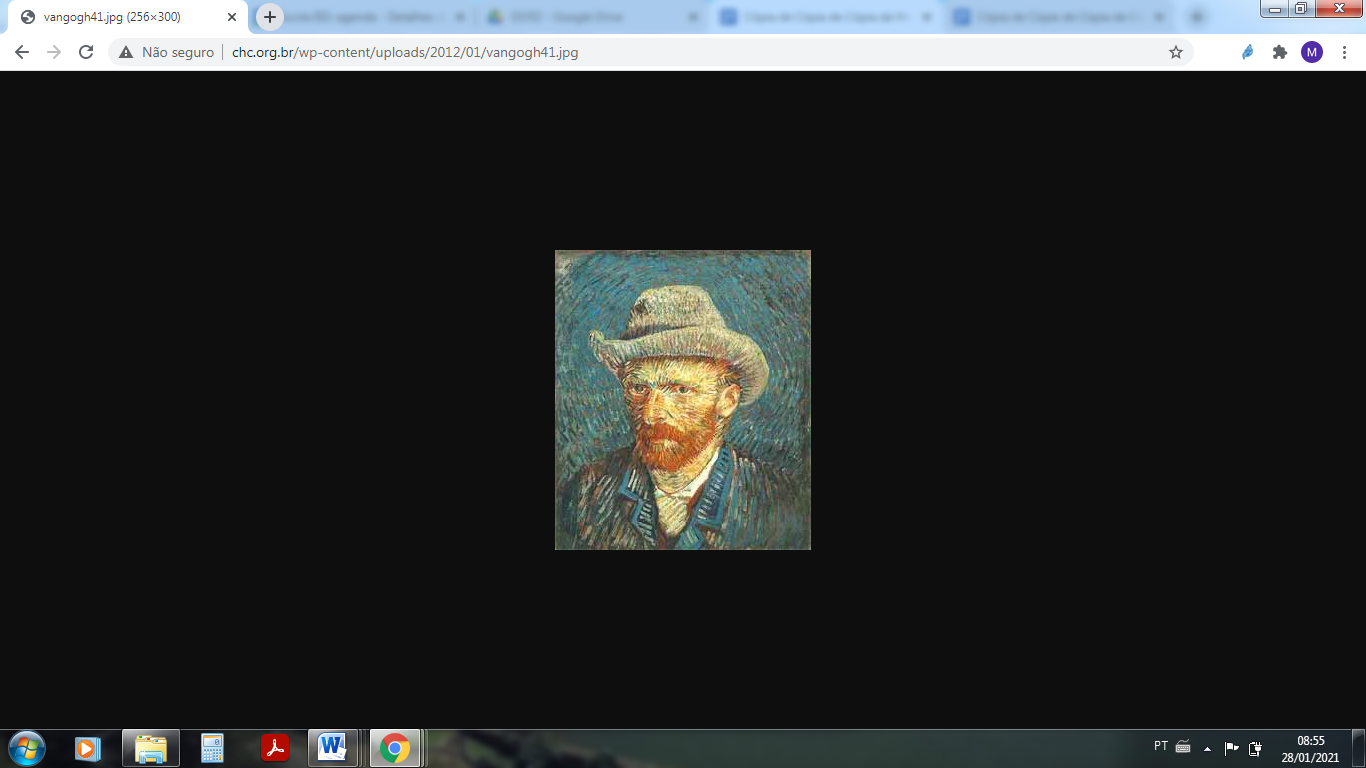 vangogh41.jpg (256×300)
Não seguro
chc.org.br/wp-content/uploads/2012/01/vangogh41.jpg
M
PT
08:55
28/01/2021